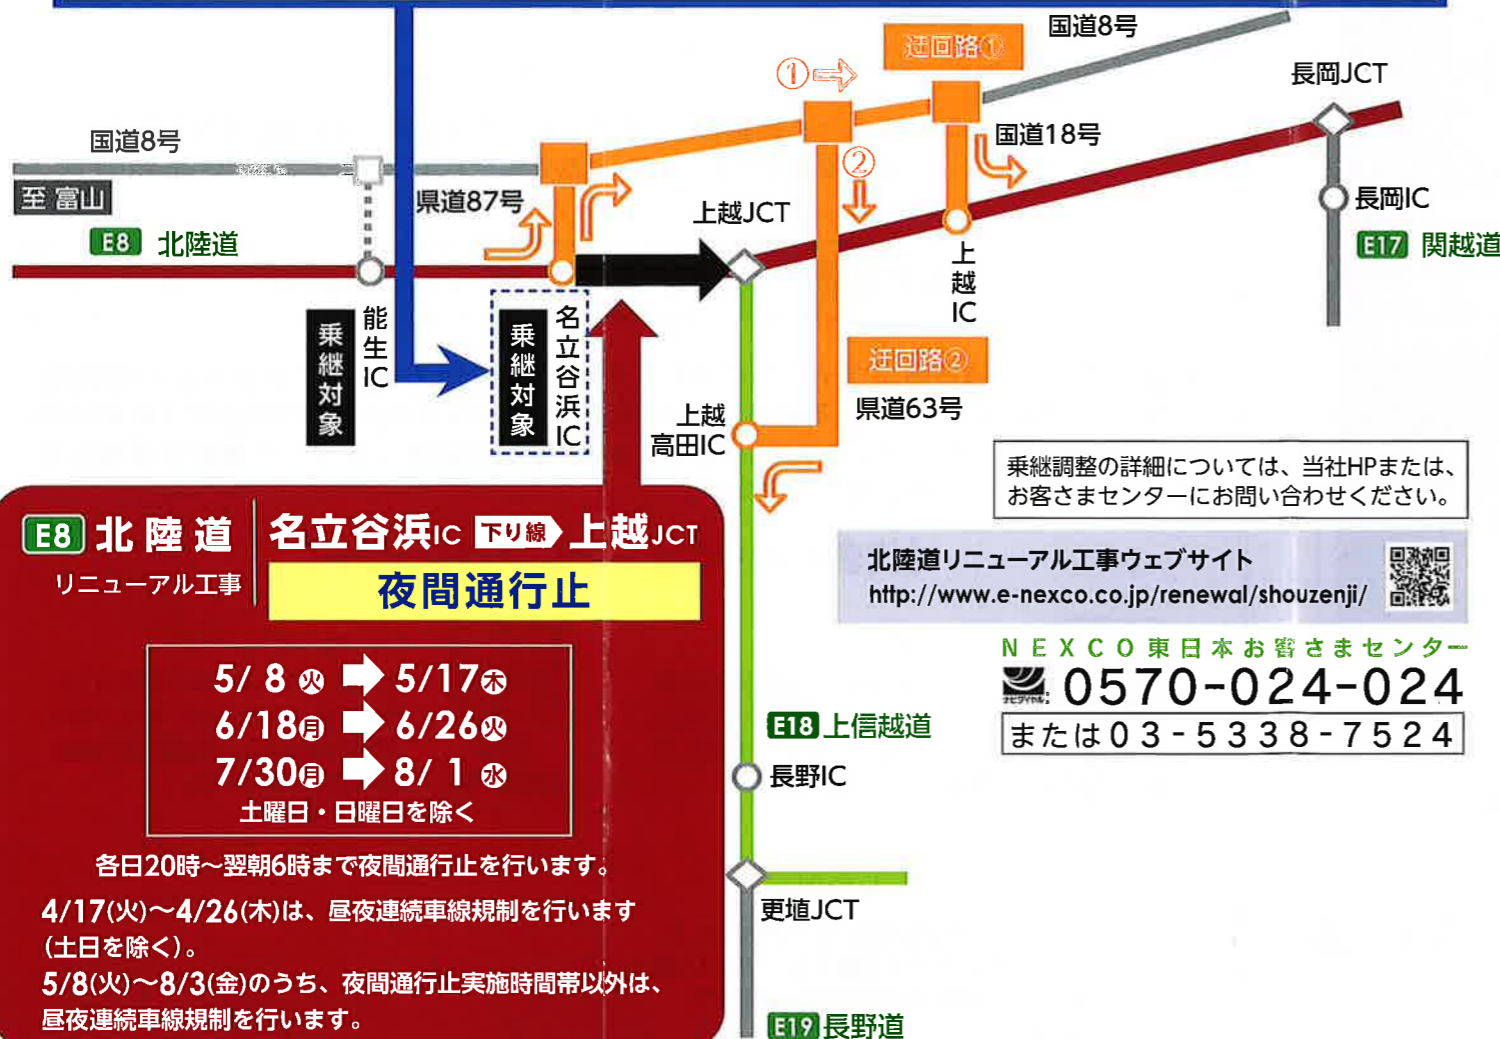 国道8号
迂回路①
①
長岡JCT
国道8号
国道18号
②
至 富山
県道87号
上越JCT
長岡IC
E8 北陸道
E17 関越道
上越IC
乗継対象
能生IC
乗継対象
名立谷浜IC
迂回路②
県道63号
上越
高田IC
乗継調整の詳細については、当社HPまたは、
お客さまセンターにお問い合わせください。
E8 北陸道
リニューアル工事
名立谷浜IC 下り線 上越JCT
夜間通行止
5/ 8 火 5/17 木
6/18 月 6/26 火
7/30 月 8/ 1 水
土曜日・日曜日を除く
各日20時～翌朝6時まで夜間通行止を行います。
4/17(火)～4/26(木)は、昼夜連続車線規制を行います
(土日を除く)。
5/8(火)～8/3(金)のうち、夜間通行止実施時間帯以外は、
昼夜連続車線規制を行います。
北陸道リニューアル工事ウェブサイト
http://www.e-nexco.co.jp/renewal/shouzenji/
NEXCO東日本お客さまセンター
ナビダイヤル
0570-024-024
または03-5338-7524
E18 上信越道
長野IC
更埴JCT
E19 長野道